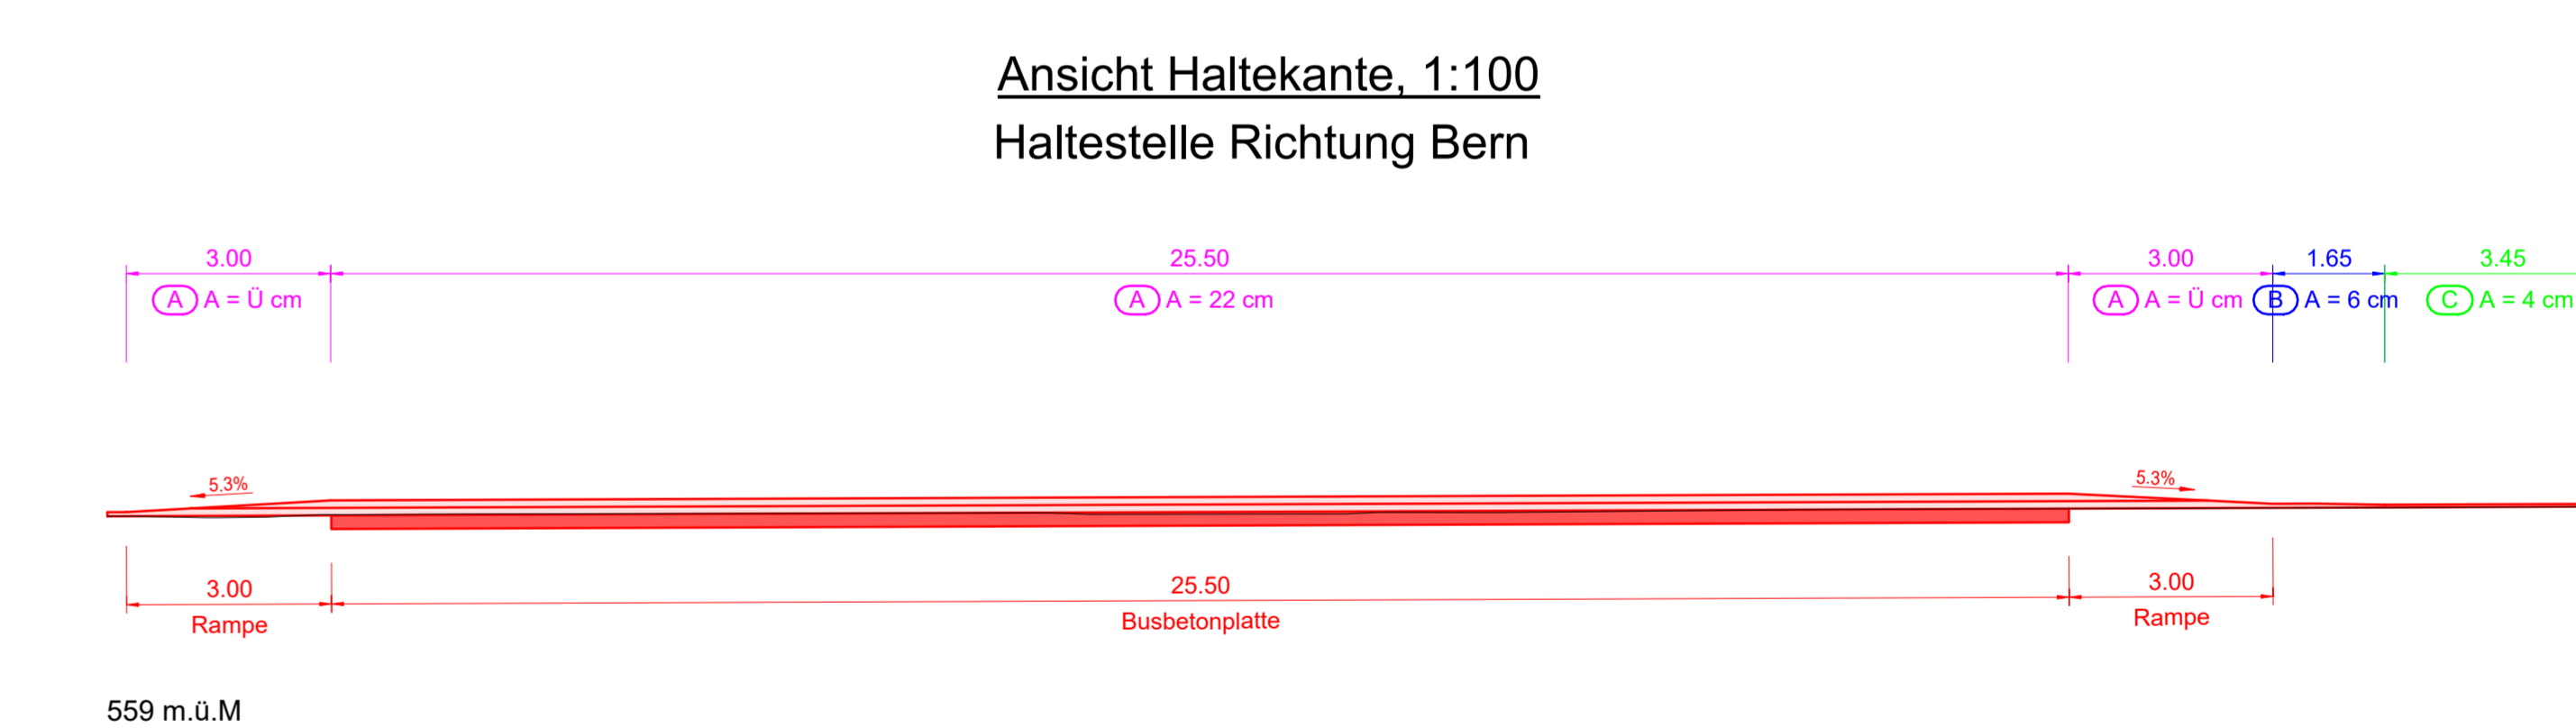 Ansicht Haltekante, 1:100
Haltestelle Richtung Bern
3.00 25.50 3.00 1.65 3.45
A A = Ü cm A A = 22 cm A A = Ü cm B A = 6 cm C A = 4 cm
5.3% 5.3%
3.00 25.50 3.00
Rampe Busbetonplatte Rampe
559 m.ü.M